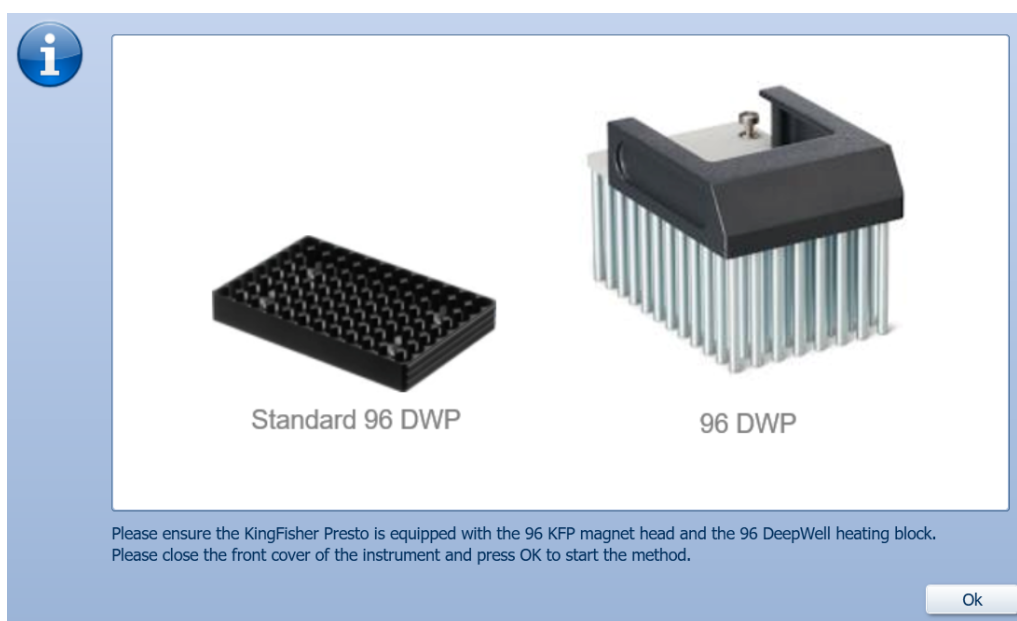 Standard 96 DWP
96 DWP
Please ensure the KingFisher Presto is equipped with the 96 KFP magnet head and the 96 DeepWell heating block.
Please close the front cover of the instrument and press OK to start the method.
Ok